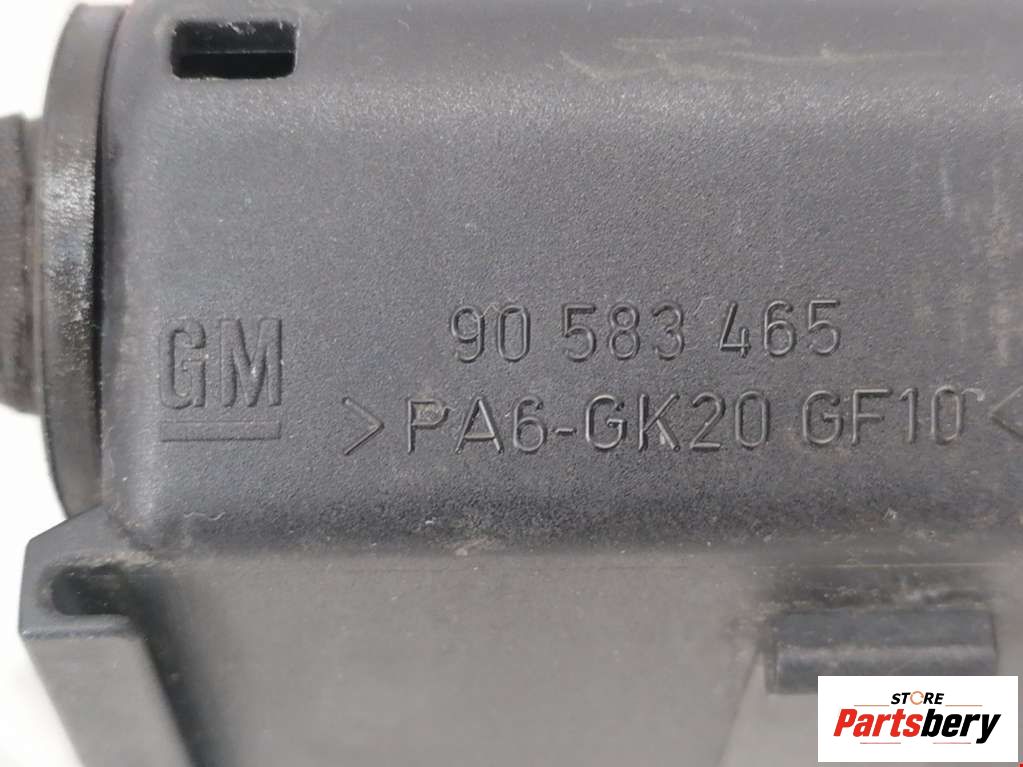 GM
90 583 465
>PA6-GK20 GF10<
STORE
Partsbery